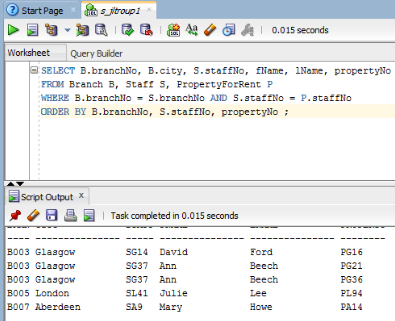 Start Page s_jltroup1
0.015 seconds
Worksheet Query Builder
SELECT B.branchNo, B.city, S.staffNo, fName, lName, propertyNo
FROM Branch B, Staff S, PropertyForRent P
WHERE B.branchNo = S.branchNo AND S.staffNo = P.staffNo
ORDER BY B.branchNo, S.staffNo, propertyNo ;
Script Output x
Task completed in 0.015 seconds
---- --------------- ----- --------------- --------------- --------
B003 Glasgow SG14 David Ford PG16
B003 Glasgow SG37 Ann Beech PG21
B003 Glasgow SG37 Ann Beech PG36
B005 London SL41 Julie Lee PL94
B007 Aberdeen SA9 Mary Howe PA14